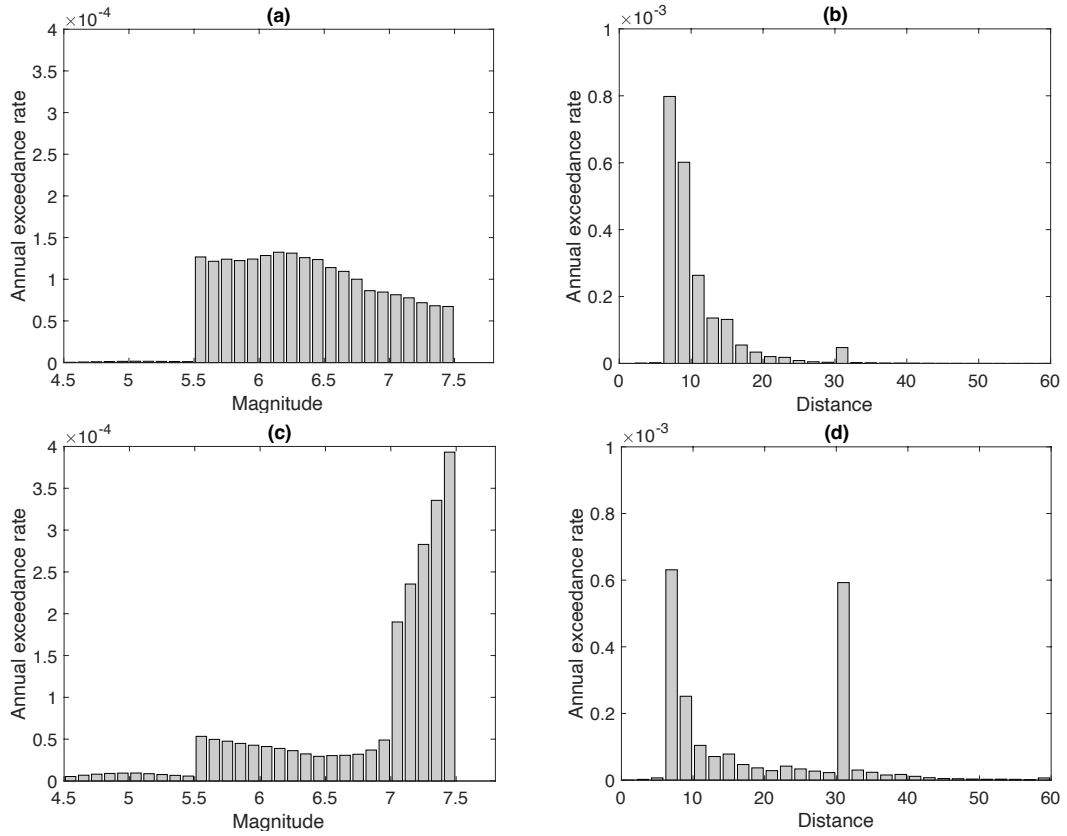 (a)
×10-4
4
3.5
3
2.5
2
1.5
1
0.5
0
4.5 5 5.5 6 6.5 7 7.5
Annual exceedance rate
Magnitude
(b)
×10-3
1
0.8
0.6
0.4
0.2
0
0 10 20 30 40 50 60
Annual exceedance rate
Distance
(c)
×10-4
4
3.5
3
2.5
2
1.5
1
0.5
0
4.5 5 5.5 6 6.5 7 7.5
Annual exceedance rate
Magnitude
(d)
×10-3
1
0.8
0.6
0.4
0.2
0
0 10 20 30 40 50 60
Annual exceedance rate
Distance